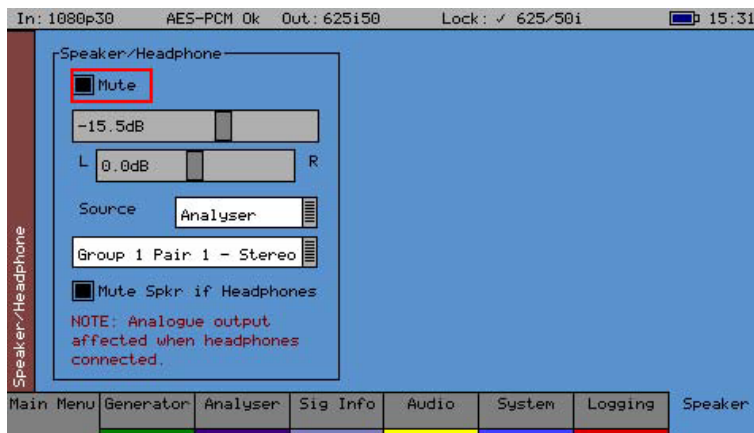 In: 1080p30 AES-PCM Ok Out: 625i50 Lock: ✓ 625/50i 15:31
Speaker/Headphone
Mute
-15.5dB
L 0.0dB R
Source Analyser
Group 1 Pair 1 - Stereo
Mute Spkr if Headphones
NOTE: Analogue output
affected when headphones
connected.
Speaker/Headphone
Main Menu Generator Analyser Sig Info Audio System Logging Speaker